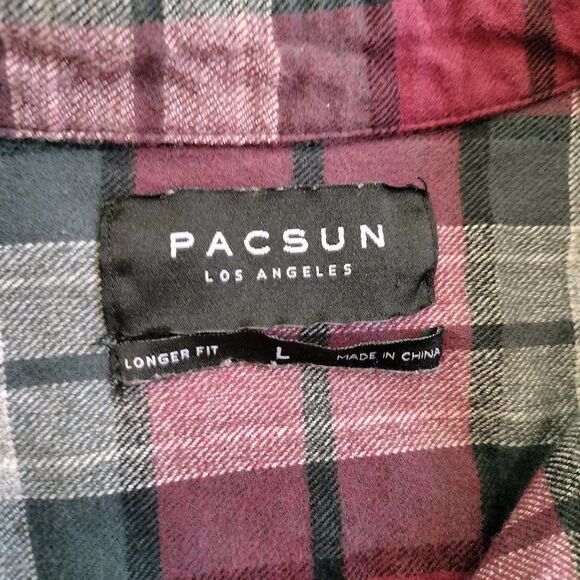 PACSUN
LOS ANGELES
LONGER FIT L MADE IN CHINA